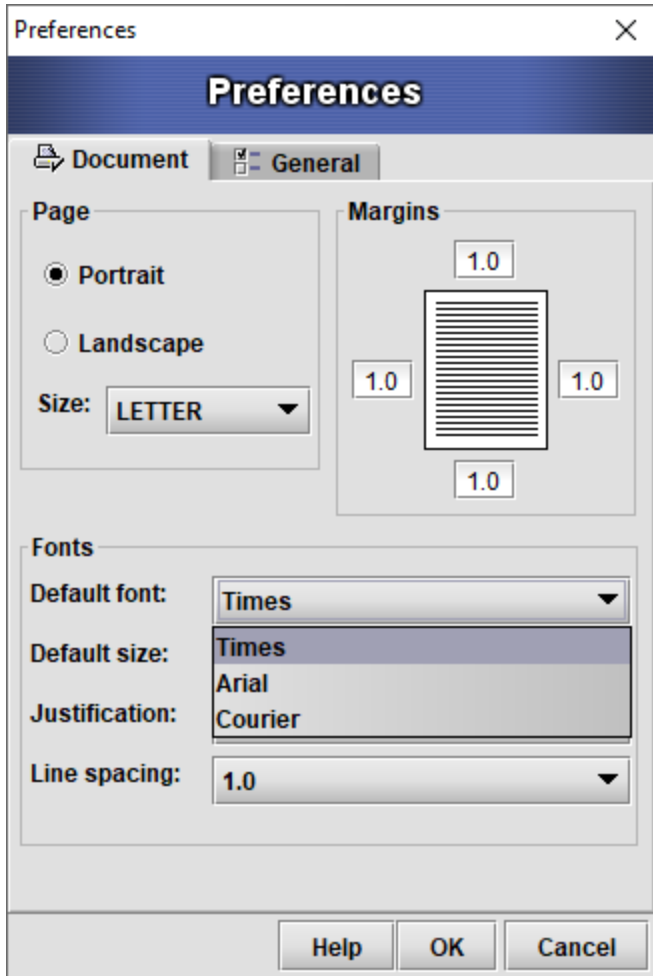 Preferences
Preferences
Document General
Page
Portrait
Landscape
Size: LETTER
Margins
1.0
1.0 1.0
1.0
Fonts
Default font: Times
Default size: Times
Arial
Justification: Courier
Line spacing: 1.0
Help OK Cancel